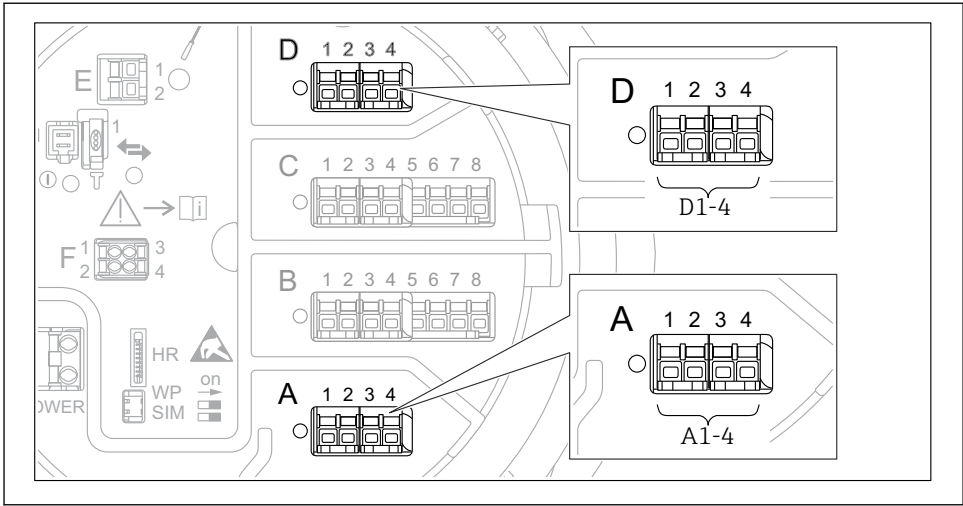 D 1 2 3 4
E 1
2
1
D 1 2 3 4
D1-4
C 1 2 3 4 5 6 7 8
i
F 1 3
2 4
B 1 2 3 4 5 6 7 8
HR
WP on
SIM
OWER
A 1 2 3 4
A 1 2 3 4
A1-4